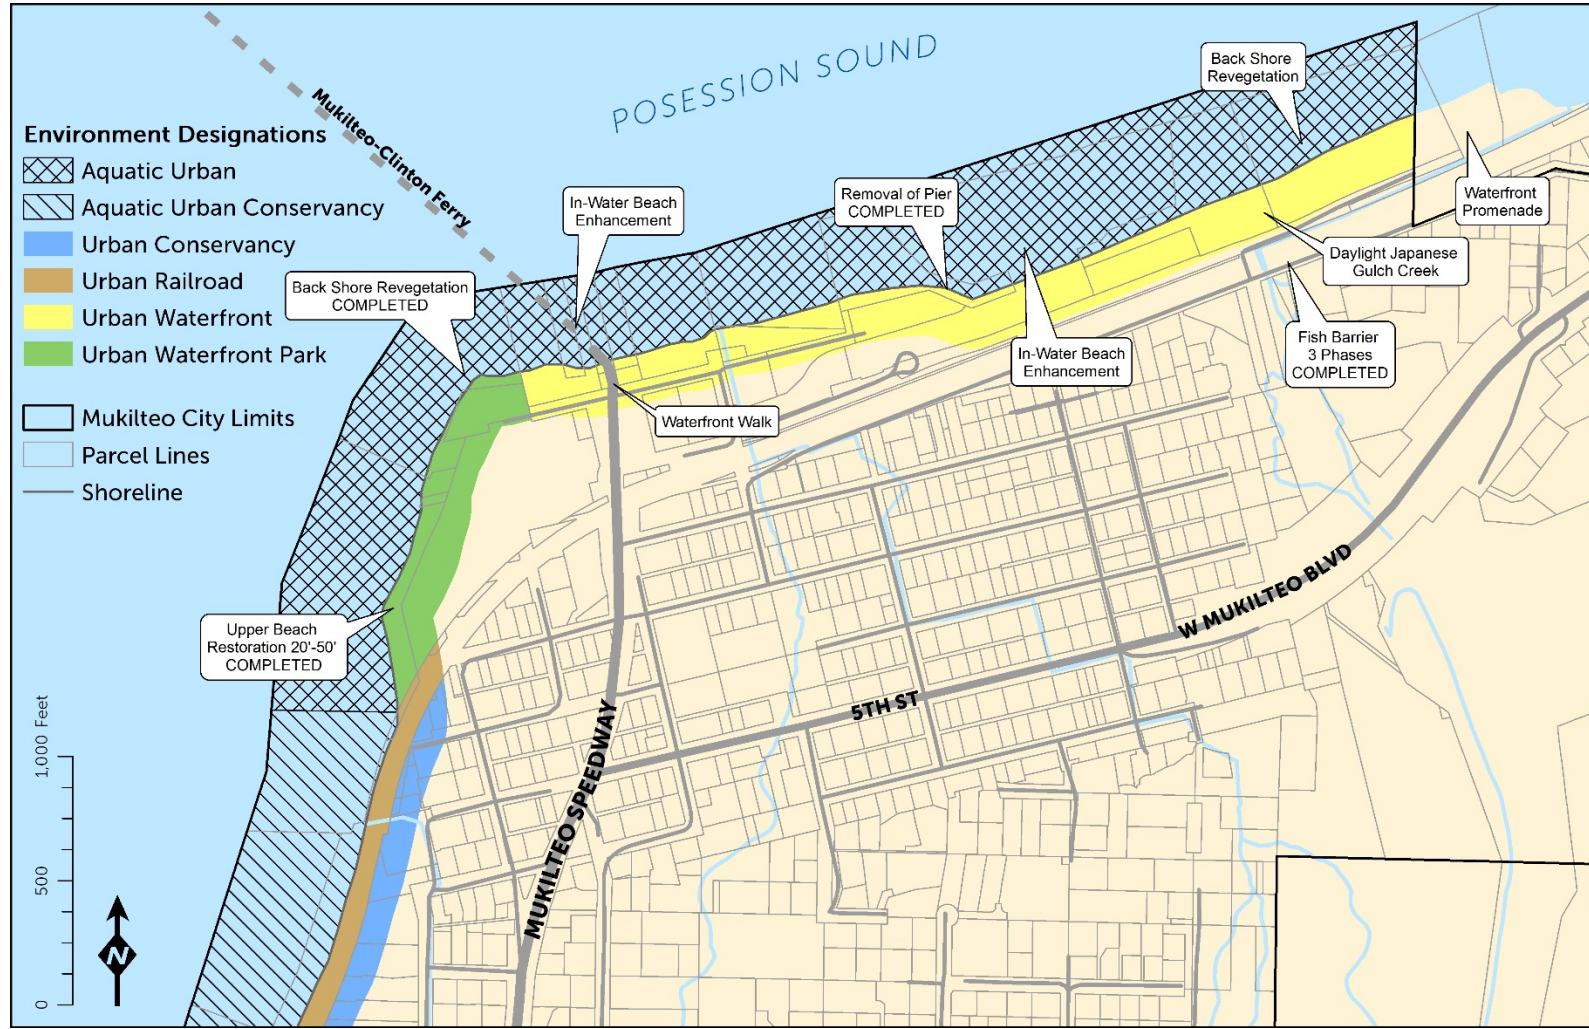 POSESSION SOUND
Mukilteo-Clinton Ferry
Environment Designations
Aquatic Urban
Aquatic Urban Conservancy
Urban Conservancy
Urban Railroad
Urban Waterfront
Urban Waterfront Park
Mukilteo City Limits
Parcel Lines
Shoreline
Back Shore
Revegetation
In-Water Beach
Enhancement
Removal of Pier
COMPLETED
Waterfront
Promenade
Daylight Japanese
Gulch Creek
Back Shore Revegetation
COMPLETED
Fish Barrier
3 Phases
COMPLETED
In-Water Beach
Enhancement
Waterfront Walk
Upper Beach
Restoration 20'-50'
COMPLETED
W MUKILTEO BLVD
5TH ST
MUKILTEO SPEEDWAY
1,000 Feet
500
0
N